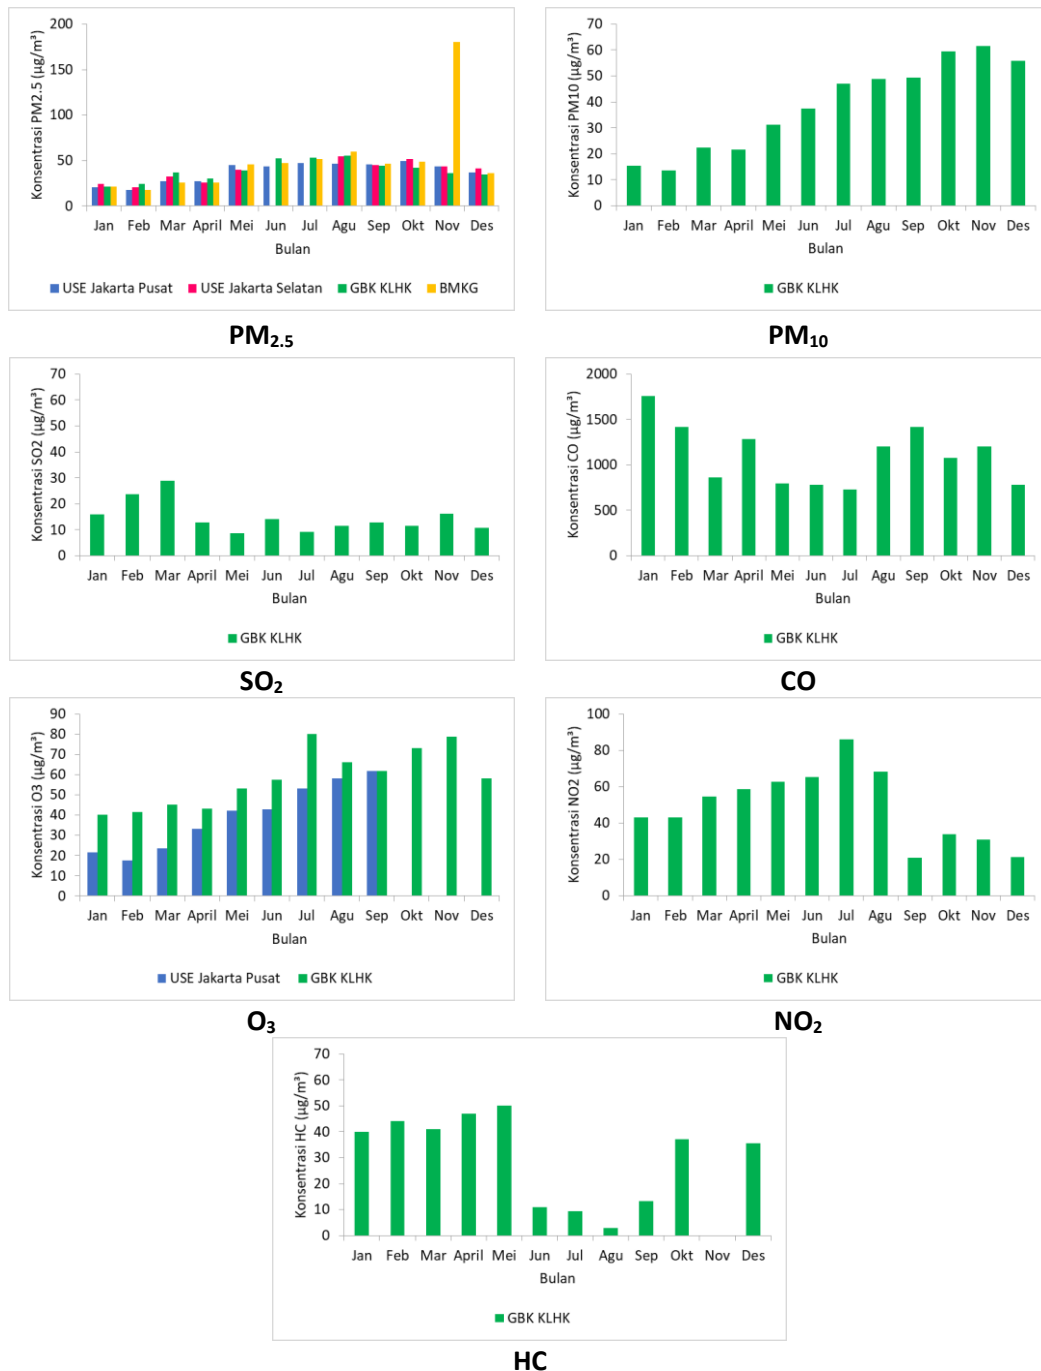 Konsentrasi PM2.5 (µg/m³)
200
150
100
50
0
Jan Feb Mar April Mei Jun Jul Agu Sep Okt Nov Des
Bulan
USE Jakarta Pusat USE Jakarta Selatan GBK KLHK BMKG
PM2.5
Konsentrasi PM10 (µg/m³)
70
60
50
40
30
20
10
0
Jan Feb Mar April Mei Jun Jul Agu Sep Okt Nov Des
Bulan
GBK KLHK
PM10
Konsentrasi SO2 (µg/m³)
70
60
50
40
30
20
10
0
Jan Feb Mar April Mei Jun Jul Agu Sep Okt Nov Des
Bulan
GBK KLHK
SO2
Konsentrasi CO (µg/m³)
2000
1500
1000
500
0
Jan Feb Mar April Mei Jun Jul Agu Sep Okt Nov Des
Bulan
GBK KLHK
CO
Konsentrasi O3 (µg/m³)
90
80
70
60
50
40
30
20
10
0
Jan Feb Mar April Mei Jun Jul Agu Sep Okt Nov Des
Bulan
USE Jakarta Pusat GBK KLHK
O3
Konsentrasi NO2 (µg/m³)
100
80
60
40
20
0
Jan Feb Mar April Mei Jun Jul Agu Sep Okt Nov Des
Bulan
GBK KLHK
NO2
Konsentrasi HC (µg/m³)
70
60
50
40
30
20
10
0
Jan Feb Mar April Mei Jun Jul Agu Sep Okt Nov Des
Bulan
GBK KLHK
HC